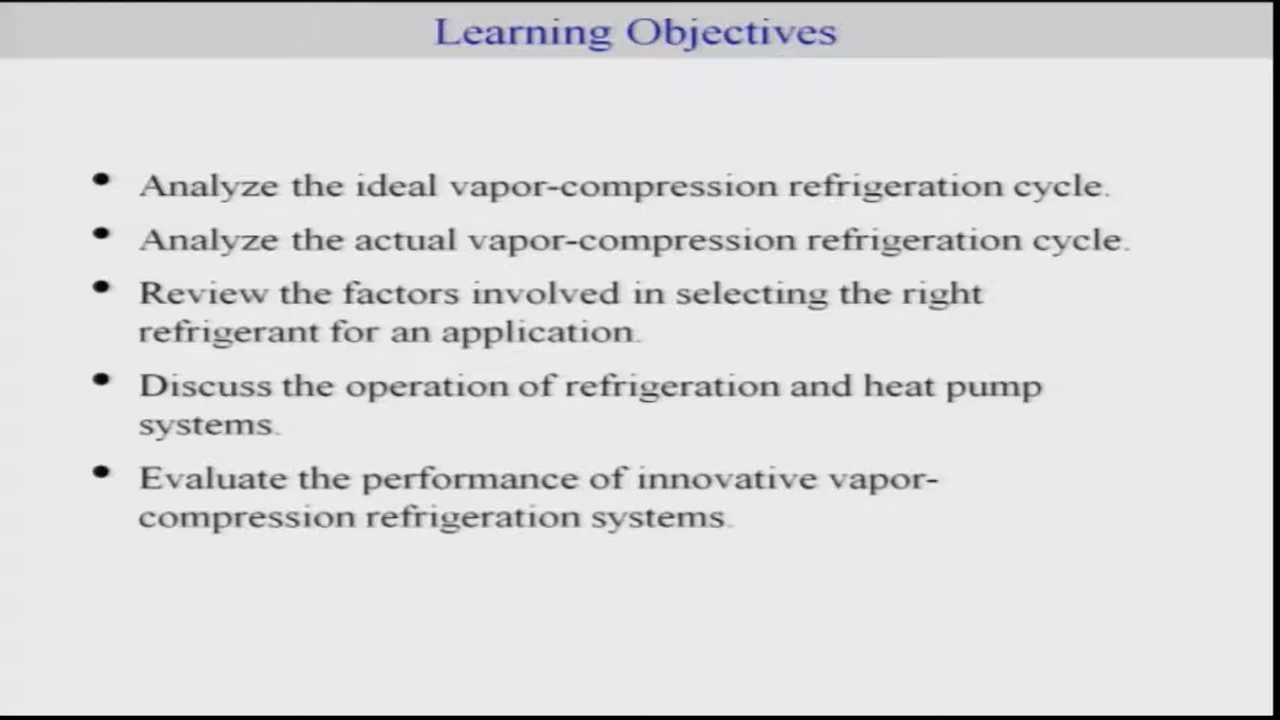 Learning Objectives
• Analyze the ideal vapor-compression refrigeration cycle.
• Analyze the actual vapor-compression refrigeration cycle.
• Review the factors involved in selecting the right
refrigerant for an application.
• Discuss the operation of refrigeration and heat pump
systems.
• Evaluate the performance of innovative vapor-
compression refrigeration systems.